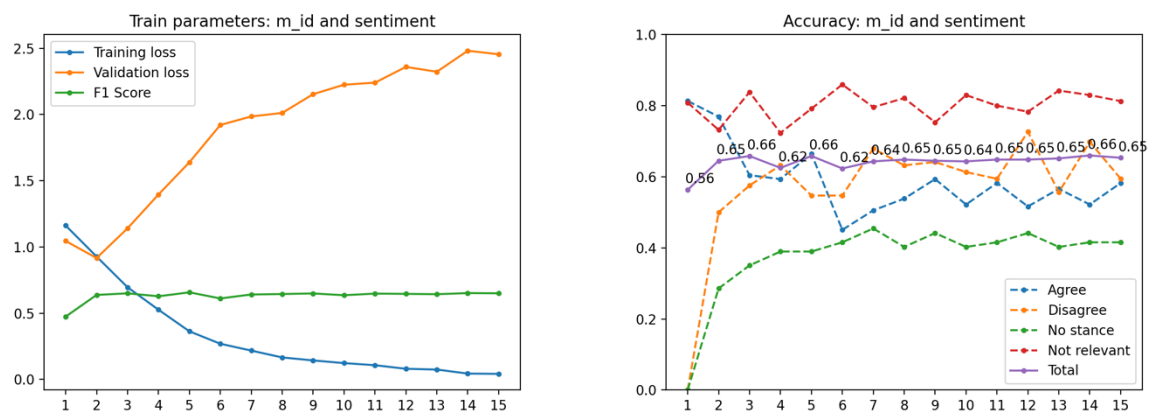 Train parameters: m_id and sentiment
2.5
2.0
1.5
1.0
0.5
0.0
Training loss
Validation loss
F1 Score
1 2 3 4 5 6 7 8 9 10 11 12 13 14 15
Accuracy: m_id and sentiment
1.0
0.8
0.6
0.4
0.2
0.0
0.56
0.65
0.66
0.62
0.66
0.62
0.64
0.65
0.65
0.64
0.65
0.65
0.65
0.66
0.65
Agree
Disagree
No stance
Not relevant
Total
1 2 3 4 5 6 7 8 9 10 11 12 13 14 15